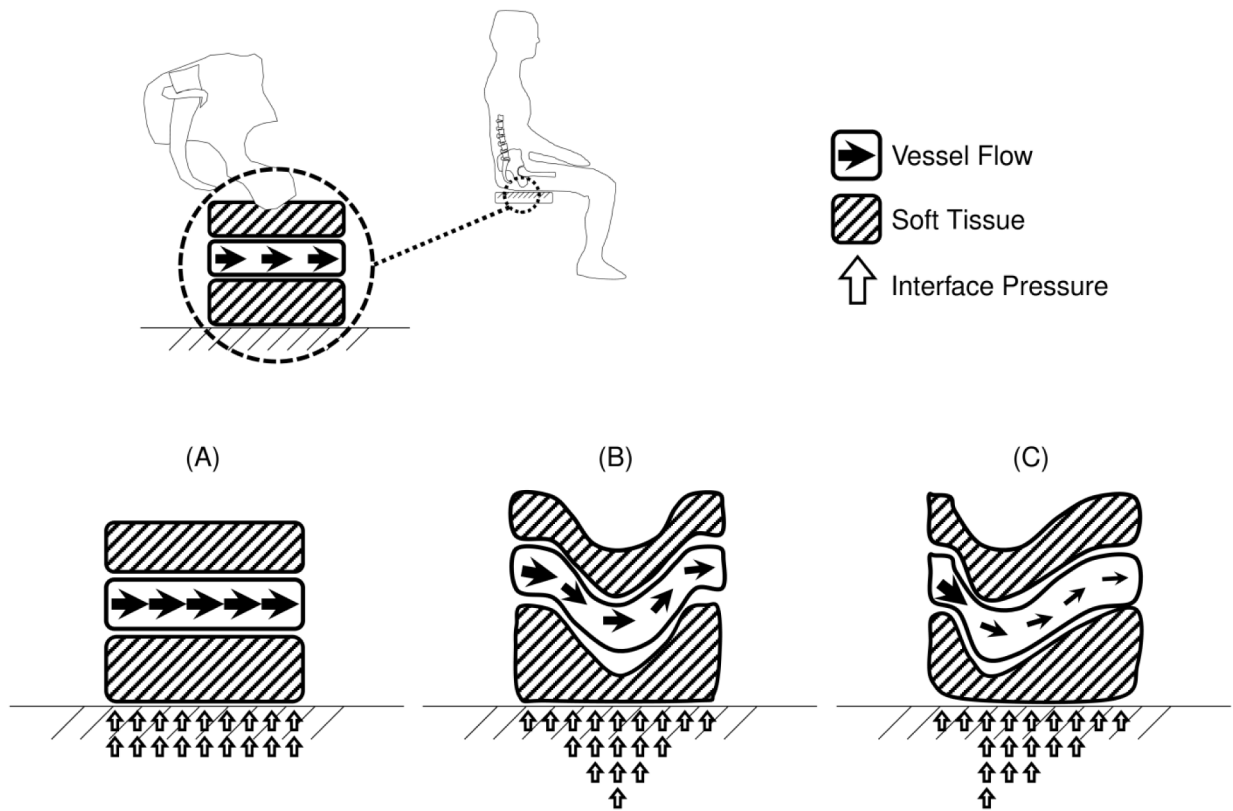 Vessel Flow
Soft Tissue
Interface Pressure
(A)
(B)
(C)